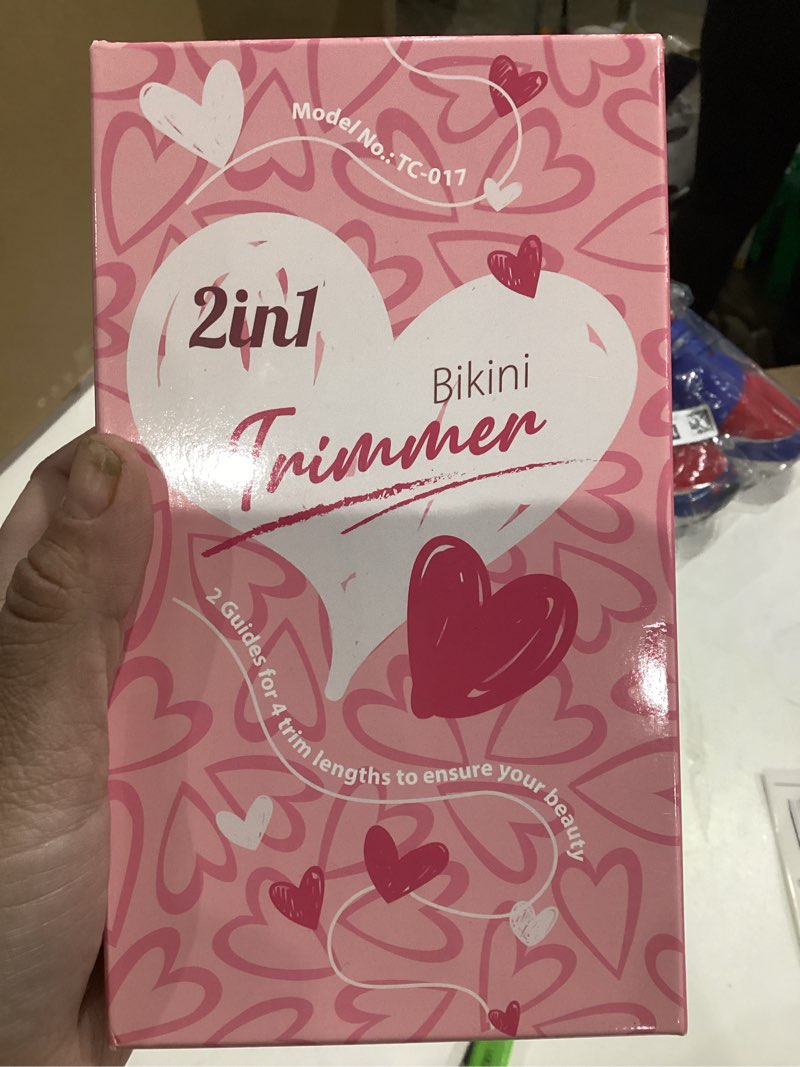 Model No.: TC-017
2in1
Bikini
Trimmer
2 Guides for 4 trim lengths to ensure your beauty